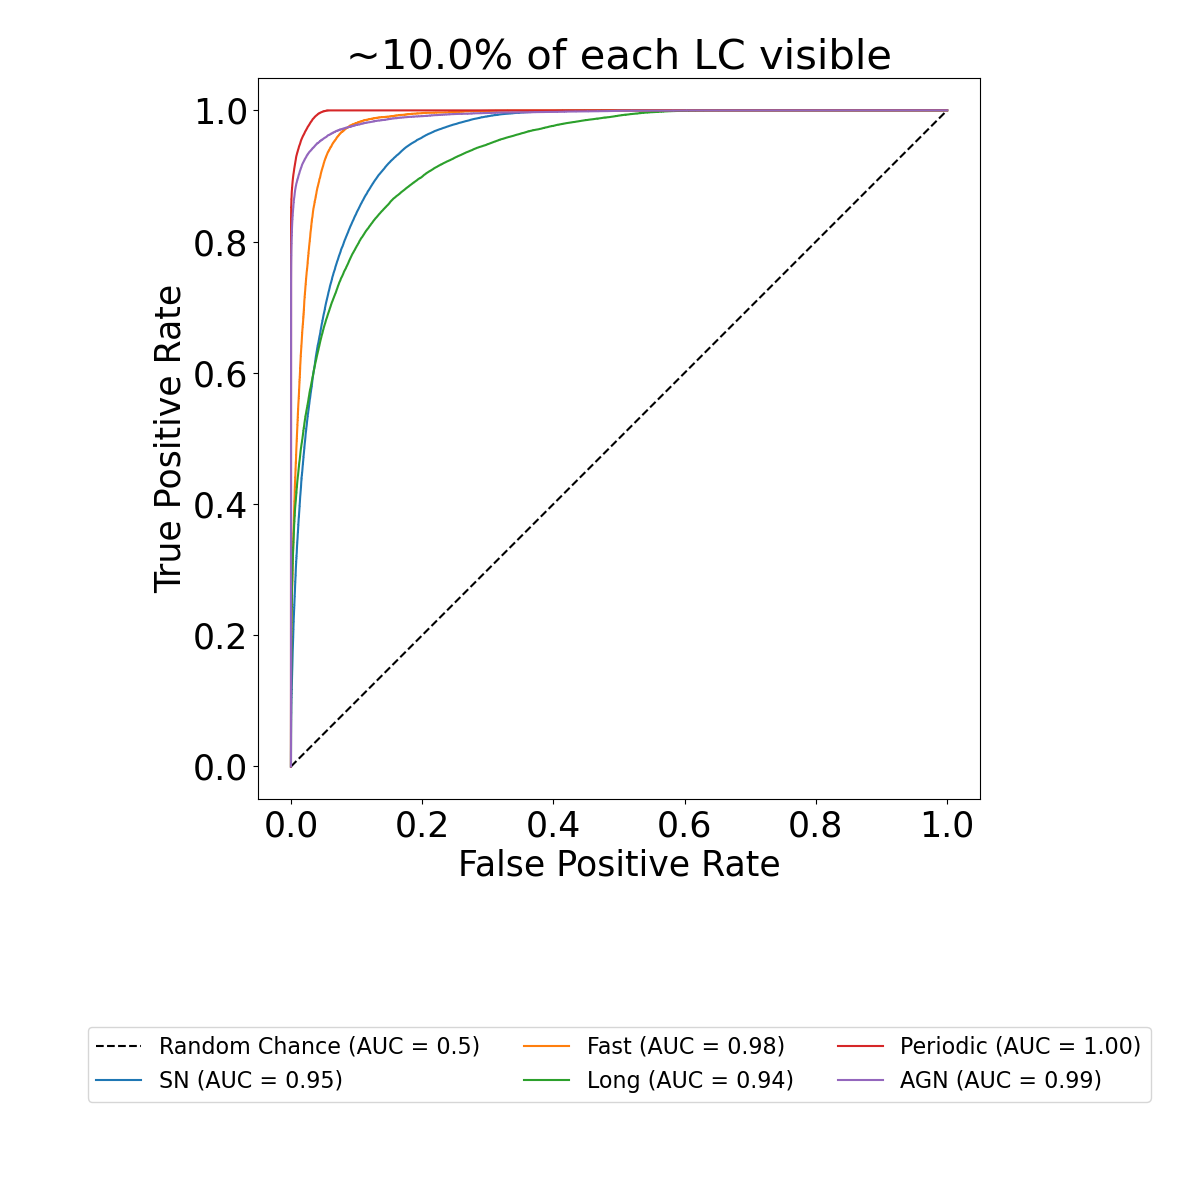 ~10.0% of each LC visible
True Positive Rate
1.0
0.8
0.6
0.4
0.2
0.0
0.0 0.2 0.4 0.6 0.8 1.0
False Positive Rate
Random Chance (AUC = 0.5) Fast (AUC = 0.98) Periodic (AUC = 1.00)
SN (AUC = 0.95) Long (AUC = 0.94) AGN (AUC = 0.99)